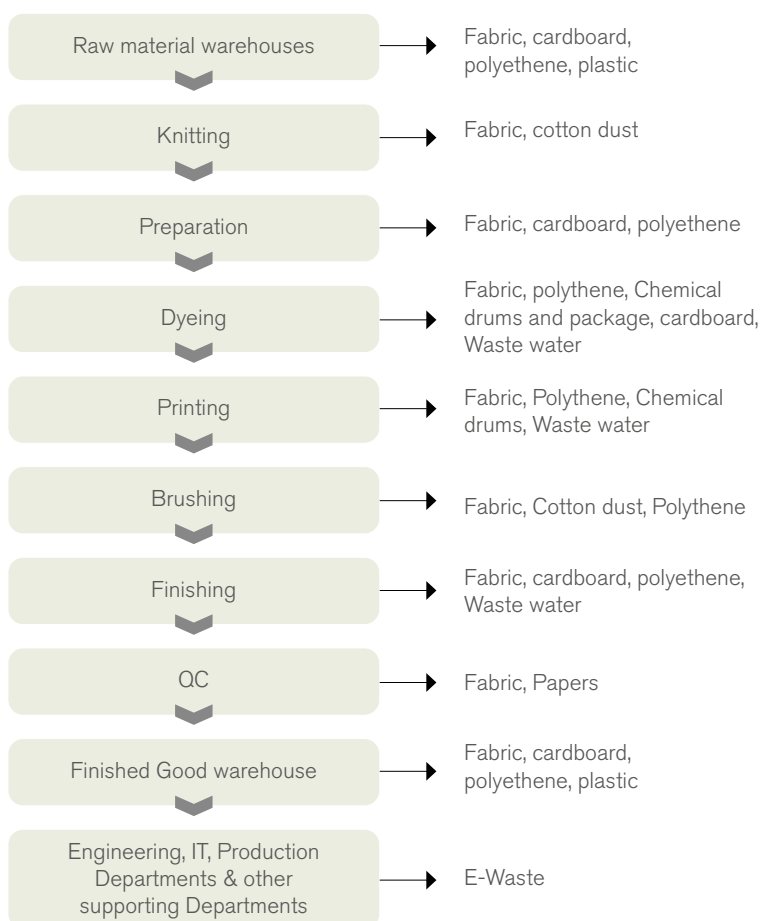 Raw material warehouses
Fabric, cardboard,
polyethene, plastic
Knitting
Fabric, cotton dust
Preparation
Fabric, cardboard, polyethene
Dyeing
Fabric, polythene, Chemical
drums and package, cardboard,
Waste water
Printing
Fabric, Polythene, Chemical
drums, Waste water
Brushing
Fabric, Cotton dust, Polythene
Finishing
Fabric, cardboard, polyethene,
Waste water
QC
Fabric, Papers
Finished Good warehouse
Fabric, cardboard,
polyethene, plastic
Engineering, IT, Production
Departments & other
supporting Departments
E-Waste